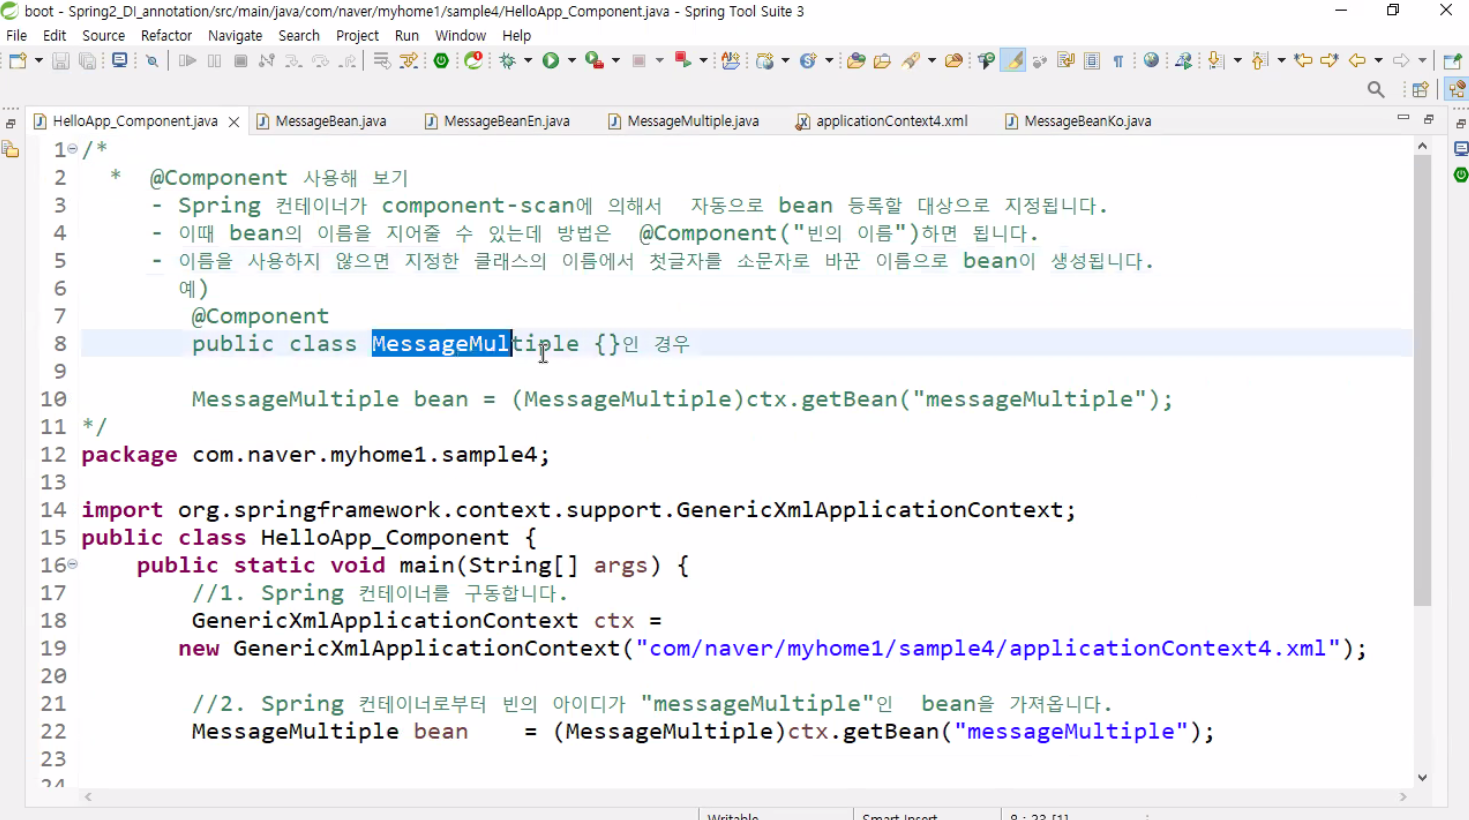 boot - Spring2_DI_annotation/src/main/java/com/naver/myhome1/sample4/HelloApp_Component.java - Spring Tool Suite 3
File Edit Source Refactor Navigate Search Project Run Window Help
HelloApp_Component.java MessageBean.java MessageBeanEn.java MessageMultiple.java applicationContext4.xml MessageBeanKo.java
1 /*
2 * @Component 사용해 보기
3 - Spring 컨테이너가 component-scan에 의해서 자동으로 bean 등록할 대상으로 지정됩니다.
4 - 이때 bean의 이름을 지어줄 수 있는데 방법은 @Component("빈의 이름")하면 됩니다.
5 - 이름을 사용하지 않으면 지정한 클래스의 이름에서 첫글자를 소문자로 바꾼 이름으로 bean이 생성됩니다.
6 예)
7 @Component
8 public class MessageMultiple {}인 경우
9
10 MessageMultiple bean = (MessageMultiple)ctx.getBean("messageMultiple");
11 */
12 package com.naver.myhome1.sample4;
13
14 import org.springframework.context.support.GenericXmlApplicationContext;
15 public class HelloApp_Component {
16 public static void main(String[] args) {
17 //1. Spring 컨테이너를 구동합니다.
18 GenericXmlApplicationContext ctx =
19 new GenericXmlApplicationContext("com/naver/myhome1/sample4/applicationContext4.xml");
20
21 //2. Spring 컨테이너로부터 빈의 아이디가 "messageMultiple"인 bean을 가져옵니다.
22 MessageMultiple bean = (MessageMultiple)ctx.getBean("messageMultiple");
23
24
Writable Smart Insert 8 : 23 [1]